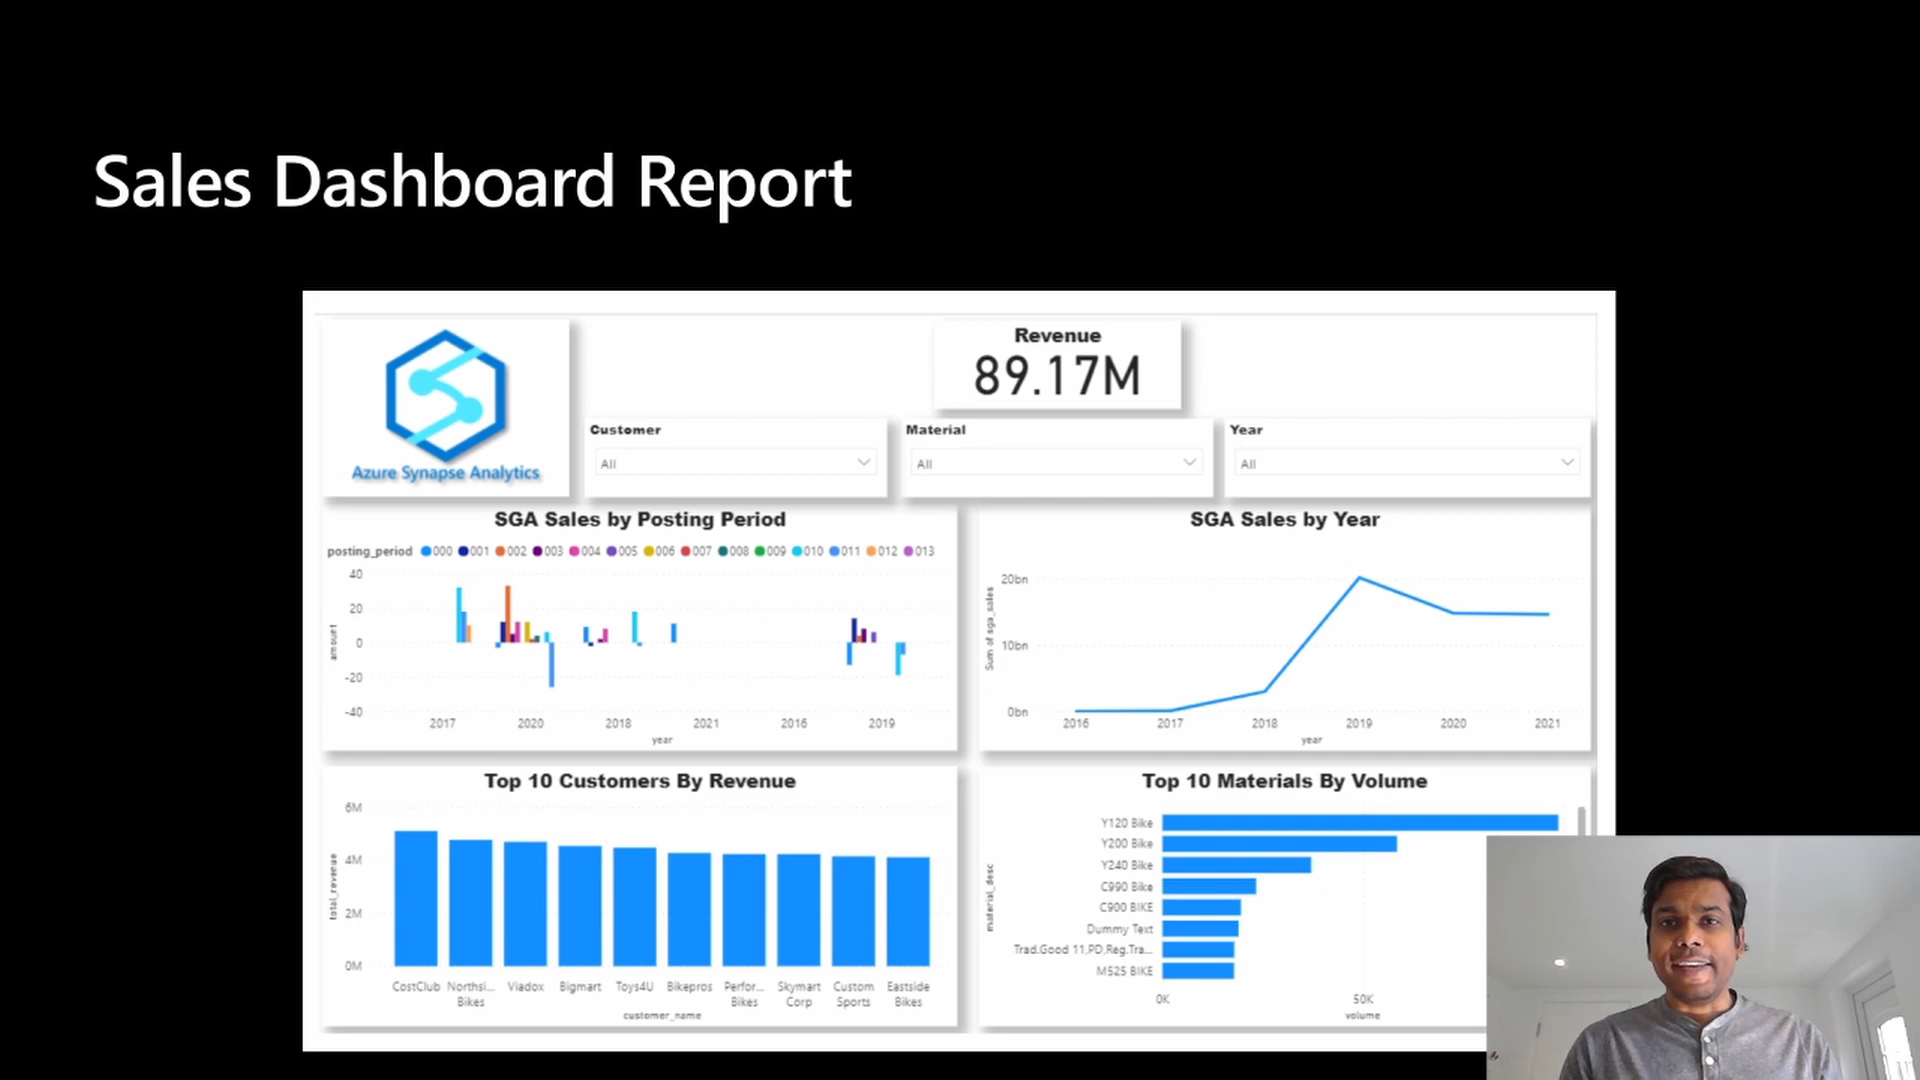 Sales Dashboard Report
Azure Synapse Analytics
Revenue
89.17M
Customer
All
Material
All
Year
All
SGA Sales by Posting Period
posting_period 000 001 002 003 004 005 006 007 008 009 010 011 012 013
40
20
0
-20
-40
amount
2017 2020 2018 2021 2016 2019
year
SGA Sales by Year
20bn
10bn
0bn
Sum of sga_sales
2016 2017 2018 2019 2020 2021
year
Top 10 Customers By Revenue
6M
4M
2M
0M
total_revenue
CostClub Northsi... Bikes Viadox Bigmart Toys4U Bikepros Perfor... Bikes Skymart Corp Custom Sports Eastside Bikes
customer_name
Top 10 Materials By Volume
material_desc
Y120 Bike
Y200 Bike
Y240 Bike
C990 Bike
C900 BIKE
Dummy Text
Trad.Good 11,PD,Reg.Tra...
M525 BIKE
0K 50K
volume